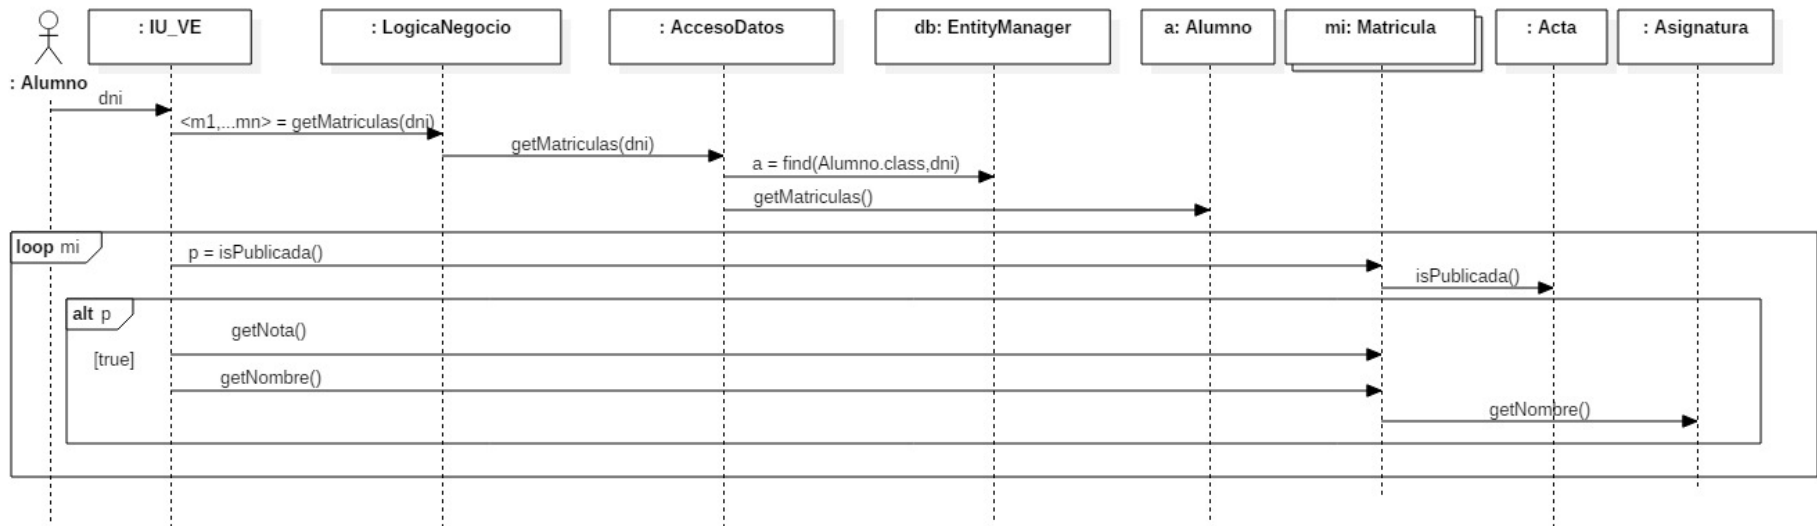 : IU_VE
: LogicaNegocio
: AccesoDatos
db: EntityManager
a: Alumno
mi: Matricula
: Acta
: Asignatura
: Alumno
dni
<m1,...mn> = getMatriculas(dni)
getMatriculas(dni)
a = find(Alumno.class,dni)
getMatriculas()
loop mi
p = isPublicada()
isPublicada()
alt p
getNota()
[true]
getNombre()
getNombre()